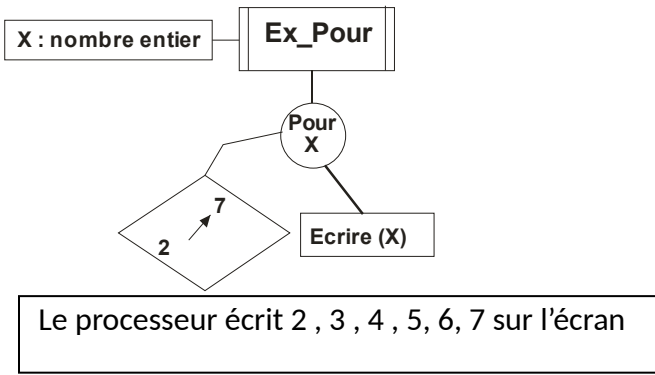 X : nombre entier
Ex_Pour
Pour
X
7
2
Ecrire (X)
Le processeur écrit 2 , 3 , 4 , 5, 6, 7 sur l’écran